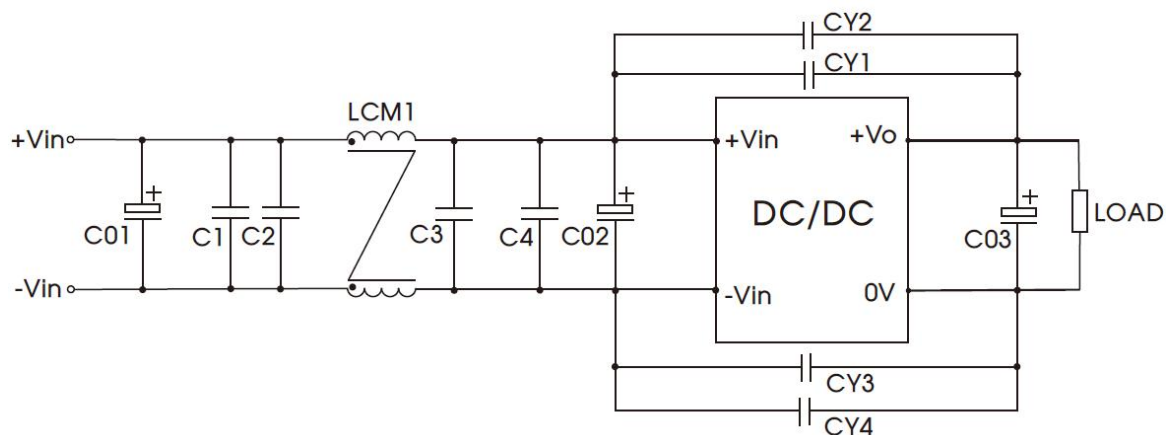 CY2
CY1
LCM1
+Vin
+Vin
+Vo
+
+
+
DC/DC
LOAD
C01
C1
C2
C3
C4
C02
C03
-Vin
-Vin
0V
CY3
CY4